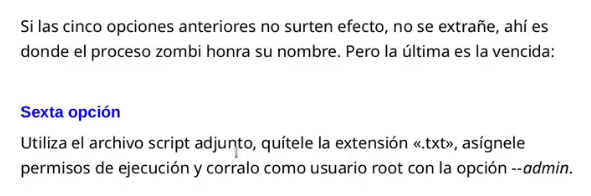 Si las cinco opciones anteriores no surten efecto, no se extrañe, ahí es
donde el proceso zombi honra su nombre. Pero la última es la vencida:
Sexta opción
Utiliza el archivo script adjunto, quítele la extensión «.txt», asígnele
permisos de ejecución y corralo como usuario root con la opción --admin.